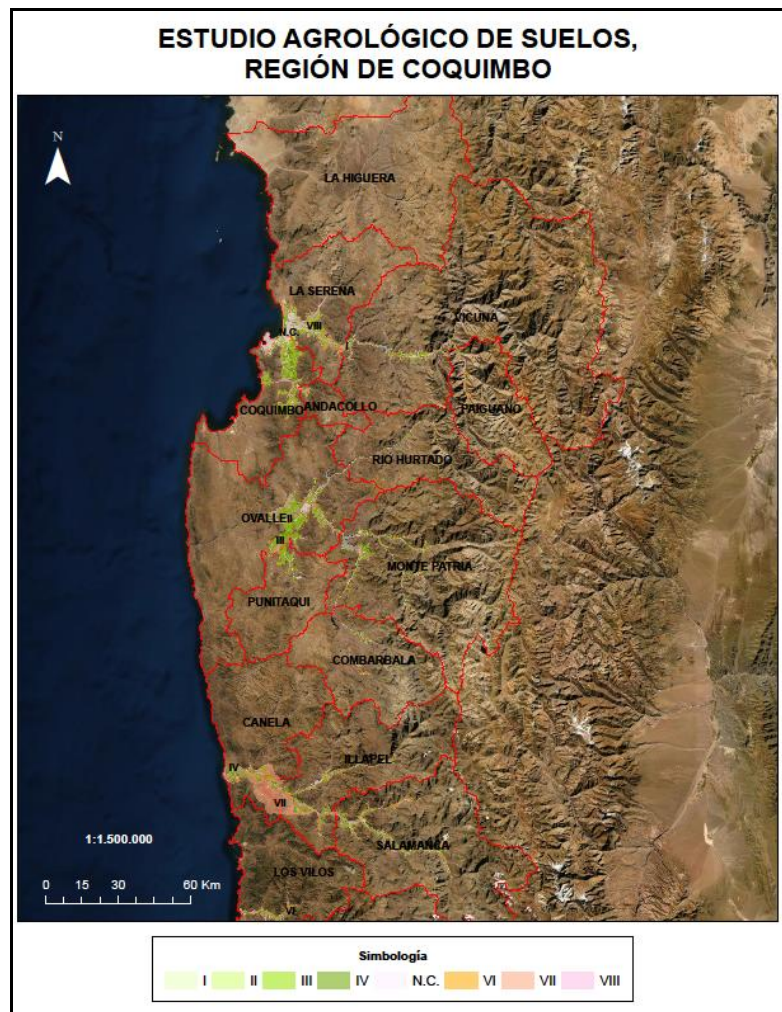 ESTUDIO AGROLÓGICO DE SUELOS,
REGIÓN DE COQUIMBO
N
LA HIGUERA
LA SERENA
VICUNA
N.C.
VIII
COQUIMBO
ANDACOLLO
PAIGUANO
RIO HURTADO
OVALLE
II
III
MONTE PATRIA
PUNITAQUI
COMBARBALA
CANELA
ILLAPEL
IV
VII
SALAMANCA
1:1.500.000
LOS VILOS
0 15 30 60 Km
VI
Simbología
I II III IV N.C. VI VII VIII